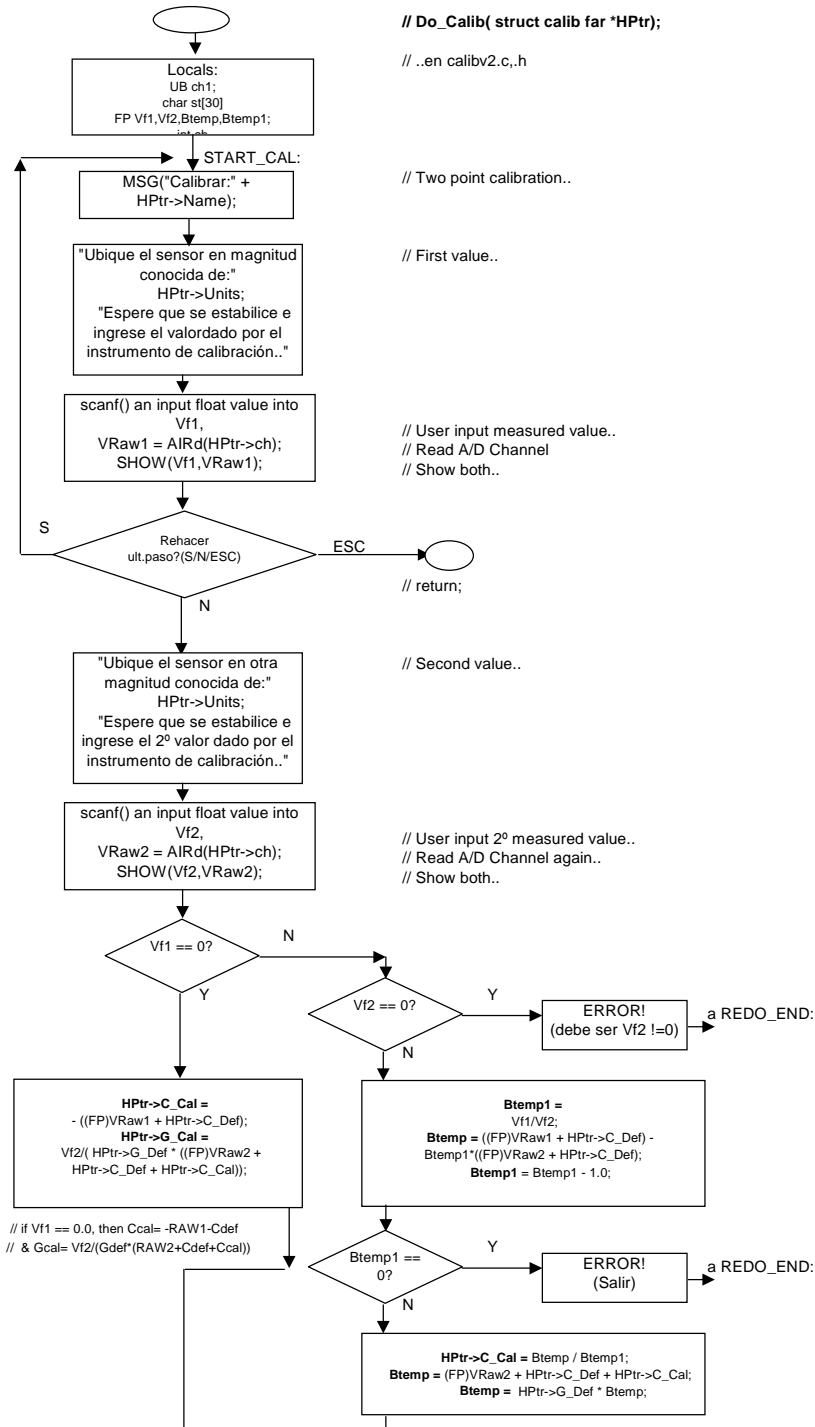 // Do_Calib( struct calib far *HPtr);
// ..en calibv2.c,.h
Locals:
UB ch1;
char st[30]
FP Vf1,Vf2,Btemp,Btemp1;
START_CAL:
MSG("Calibrar:" +
HPtr->Name);
// Two point calibration..
"Ubique el sensor en magnitud
conocida de:"
HPtr->Units;
"Espere que se estabilice e
ingrese el valordado por el
instrumento de calibración.."
// First value..
scanf() an input float value into
Vf1,
VRaw1 = AIRd(HPtr->ch);
SHOW(Vf1,VRaw1);
// User input measured value..
// Read A/D Channel
// Show both..
S
Rehacer
ult.paso?(S/N/ESC)
ESC
// return;
N
"Ubique el sensor en otra
magnitud conocida de:"
HPtr->Units;
"Espere que se estabilice e
ingrese el 2º valor dado por el
instrumento de calibración.."
// Second value..
scanf() an input float value into
Vf2,
VRaw2 = AIRd(HPtr->ch);
SHOW(Vf2,VRaw2);
// User input 2º measured value..
// Read A/D Channel again..
// Show both..
Vf1 == 0?
N
Y
Vf2 == 0?
Y
ERROR!
(debe ser Vf2 !=0)
a REDO_END:
N
HPtr->C_Cal =
- ((FP)VRaw1 + HPtr->C_Def);
HPtr->G_Cal =
Vf2/( HPtr->G_Def * ((FP)VRaw2 +
HPtr->C_Def + HPtr->C_Cal));
Btemp1 =
Vf1/Vf2;
Btemp = ((FP)VRaw1 + HPtr->C_Def) -
Btemp1*((FP)VRaw2 + HPtr->C_Def);
Btemp1 = Btemp1 - 1.0;
// if Vf1 == 0.0, then Ccal= -RAW1-Cdef
// & Gcal= Vf2/(Gdef*(RAW2+Cdef+Ccal))
Btemp1 ==
0?
Y
ERROR!
(Salir)
a REDO_END:
N
HPtr->C_Cal = Btemp / Btemp1;
Btemp = (FP)VRaw2 + HPtr->C_Def + HPtr->C_Cal;
Btemp = HPtr->G_Def * Btemp;